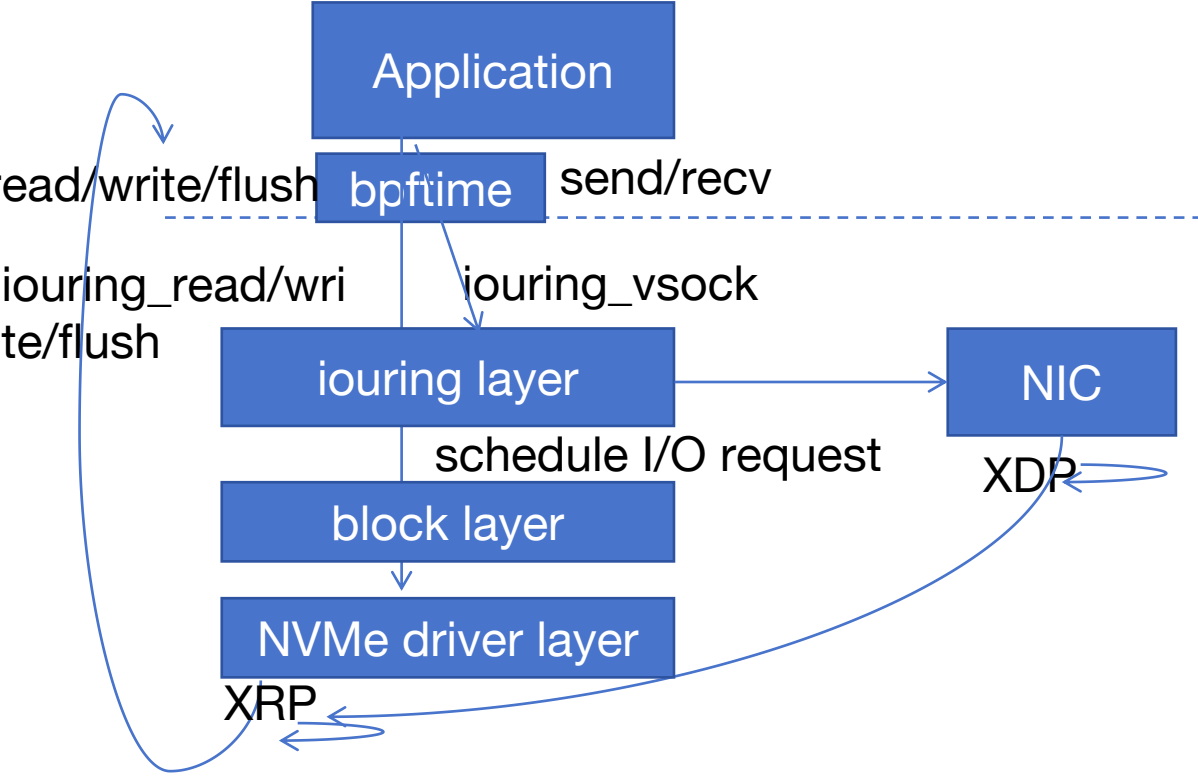 Application
read/write/flush
bpftime
send/recv
iouring_read/wri
te/flush
iouring_vsock
iouring layer
NIC
schedule I/O request
XDP
block layer
NVMe driver layer
XRP